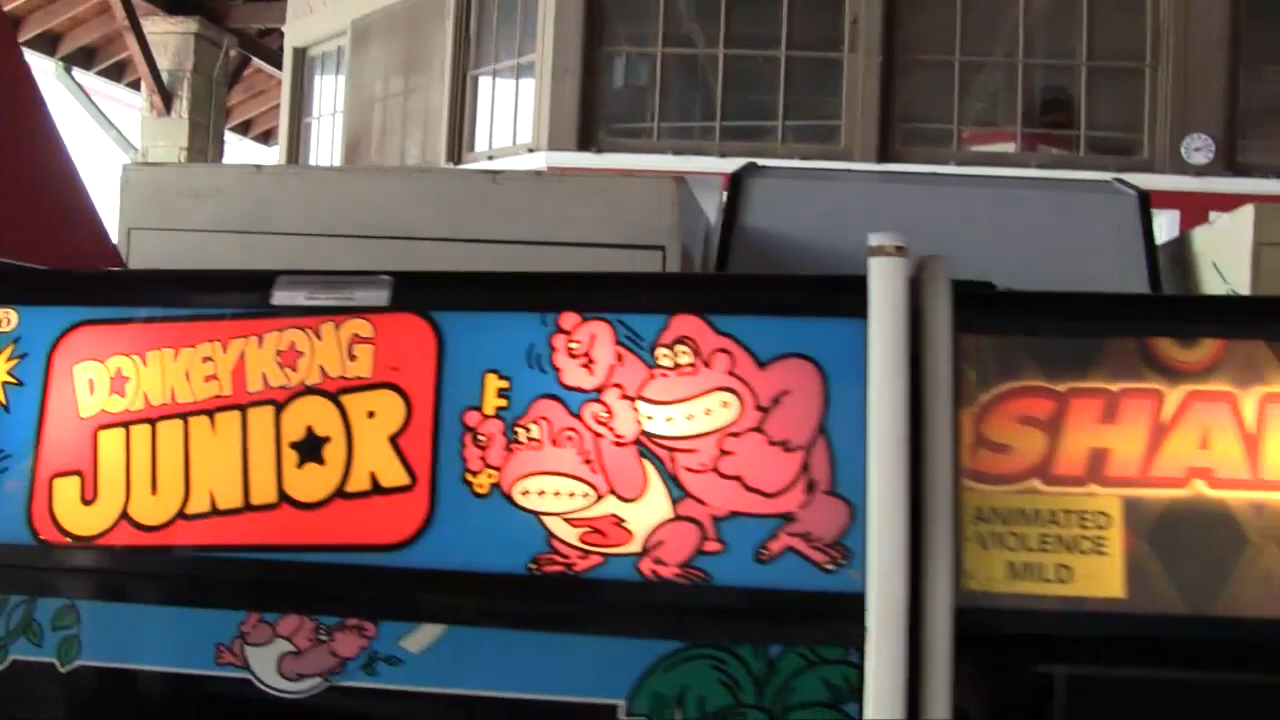 DONKEY KONG
JUNIOR
SHA
ANIMATED
VIOLENCE
MILD